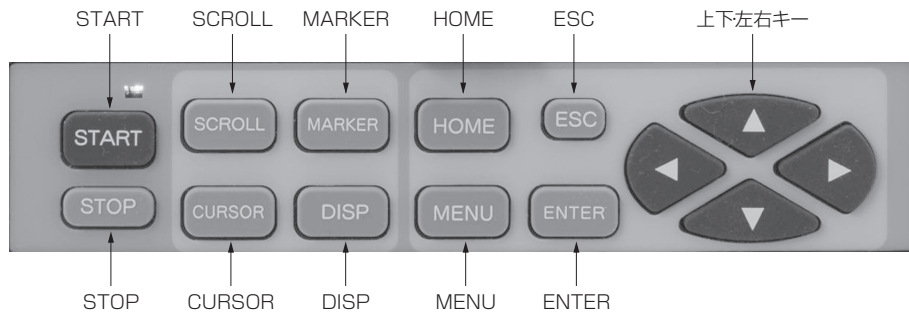 START SCROLL MARKER HOME ESC 上下左右キー
START SCROLL MARKER HOME ESC ▲
◀ ▶
STOP CURSOR DISP MENU ENTER ▼
STOP CURSOR DISP MENU ENTER